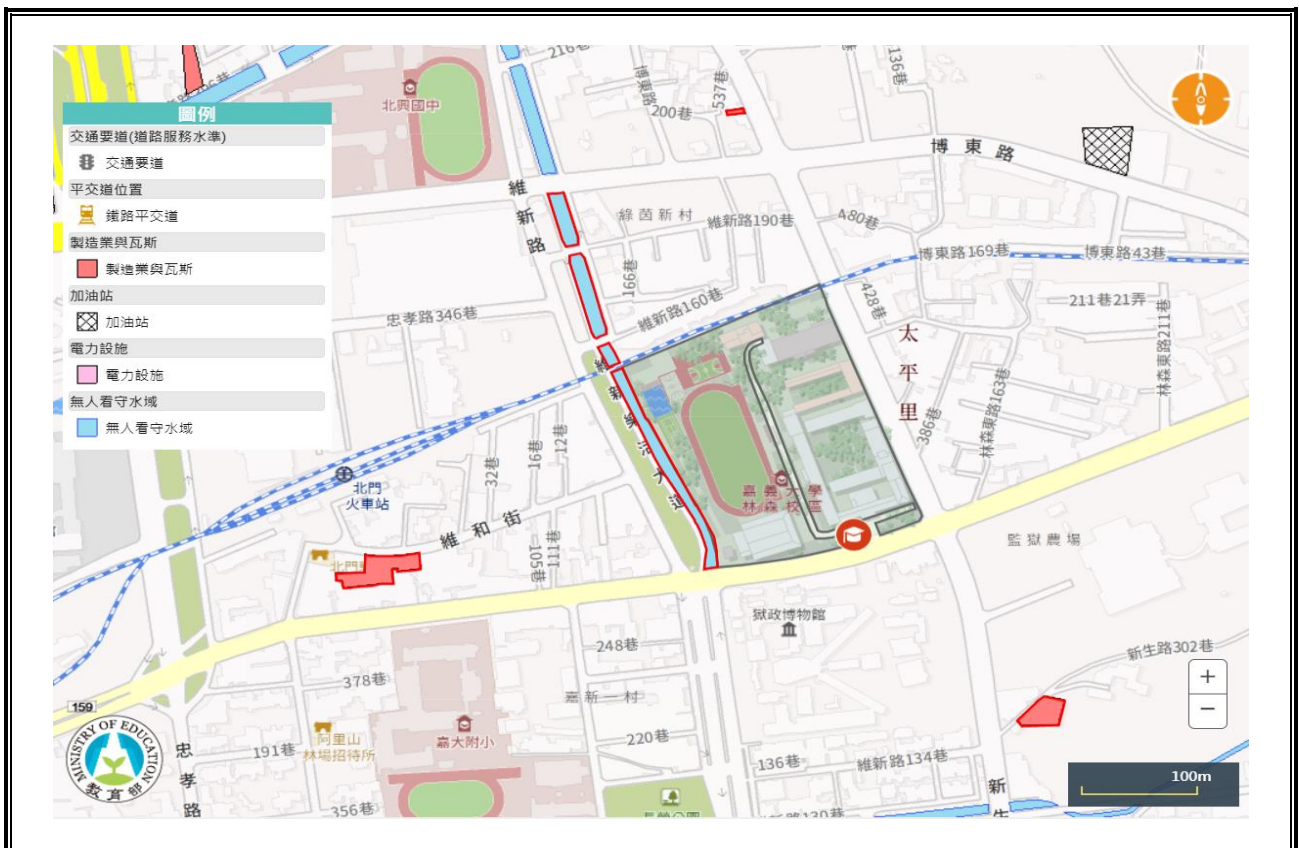 圖例
交通要道(道路服務水準)
交通要道
平交道位置
鐵路平交道
製造業與瓦斯
製造業與瓦斯
加油站
加油站
電力設施
電力設施
無人看守水域
無人看守水域
北興國中
博東路
200巷
537巷
136巷
博東路
維新路
綠茵新村
維新路190巷
480巷
博東路169巷
博東路43巷
166巷
維新路160巷
428巷
211巷21弄
林森東路211巷
忠孝路346巷
太平里
386巷
林森東路163巷
32巷
16巷
12巷
北門
火車站
維和街
105巷
111巷
嘉義大學
林森校區
監獄農場
獄政博物館
248巷
新生路302巷
378巷
嘉新一村
159
忠孝路
191巷
阿里山
林場招待所
嘉大附小
220巷
136巷
維新路134巷
356巷
MINISTRY OF EDUCATION
教育部
+
−
100m